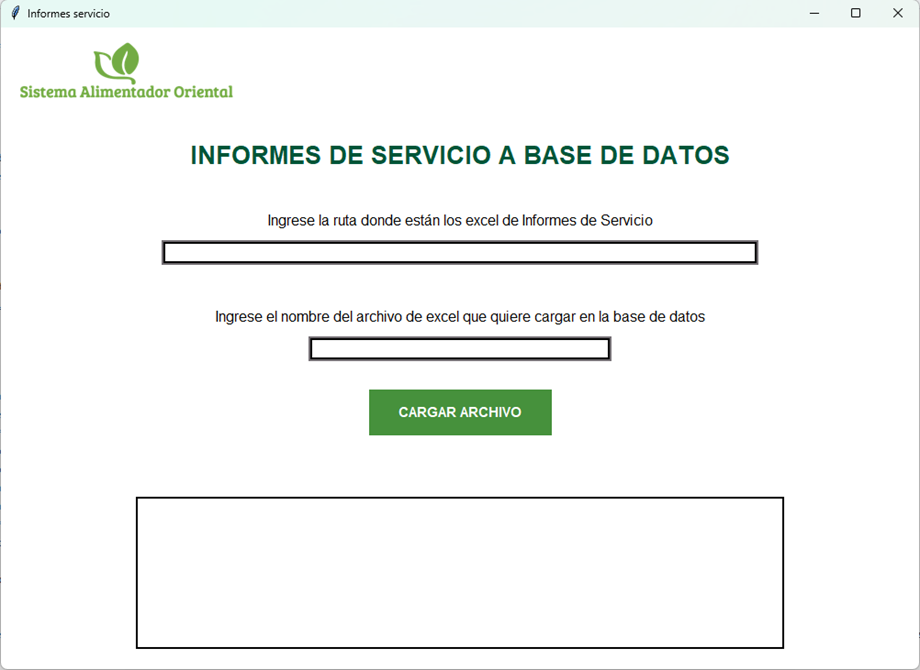 Informes servicio
Sistema Alimentador Oriental
INFORMES DE SERVICIO A BASE DE DATOS
Ingrese la ruta donde están los excel de Informes de Servicio
Ingrese el nombre del archivo de excel que quiere cargar en la base de datos
CARGAR ARCHIVO